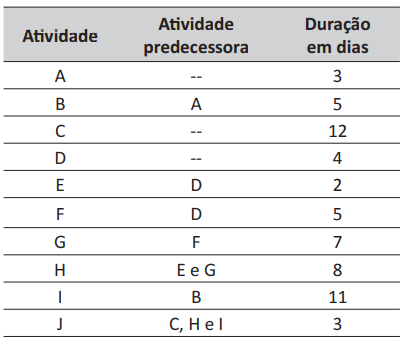 Atividade Atividade predecessora Duração em dias
A -- 3
B A 5
C -- 12
D -- 4
E D 2
F D 5
G F 7
H E e G 8
I B 11
J C, H e I 3